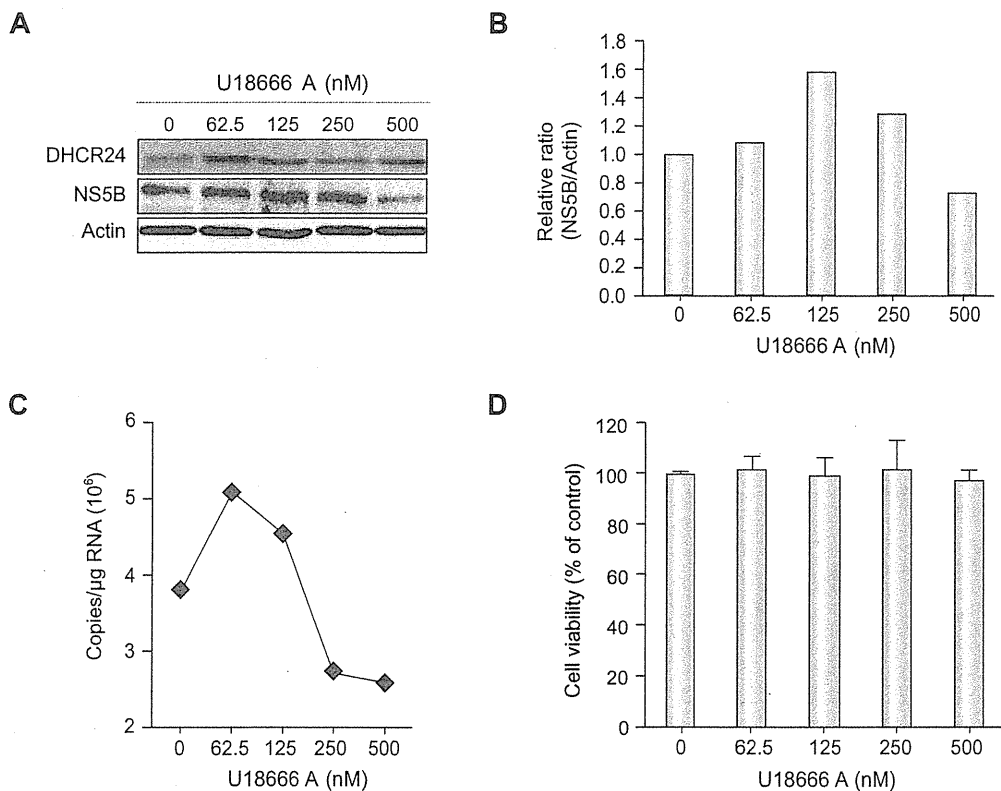 A
U18666 A (nM)
0 62.5 125 250 500
DHCR24
NS5B
Actin
B
Relative ratio
(NS5B/Actin)
1.8
1.6
1.4
1.2
1.0
0.8
0.6
0.4
0.2
0.0
0 62.5 125 250 500
U18666 A (nM)
C
Copies/µg RNA (10⁶)
6
5
4
3
2
0 62.5 125 250 500
U18666 A (nM)
D
Cell viability (% of control)
120
100
80
60
40
20
0
0 62.5 125 250 500
U18666 A (nM)